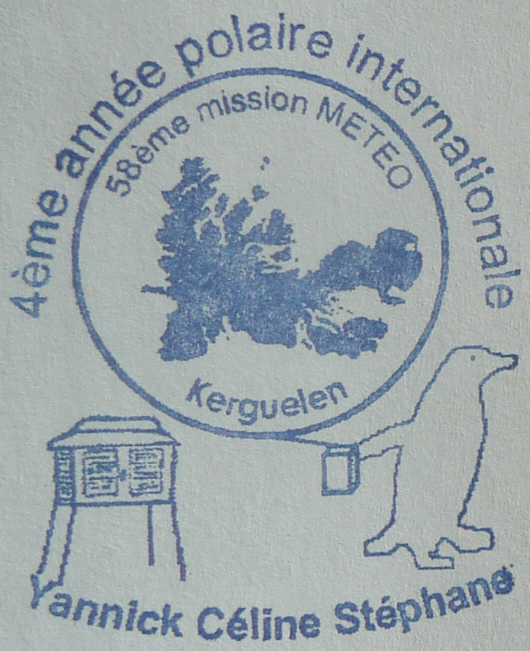 4ème année polaire internationale
58ème mission METEO
Kerguelen
Yannick Céline Stéphane